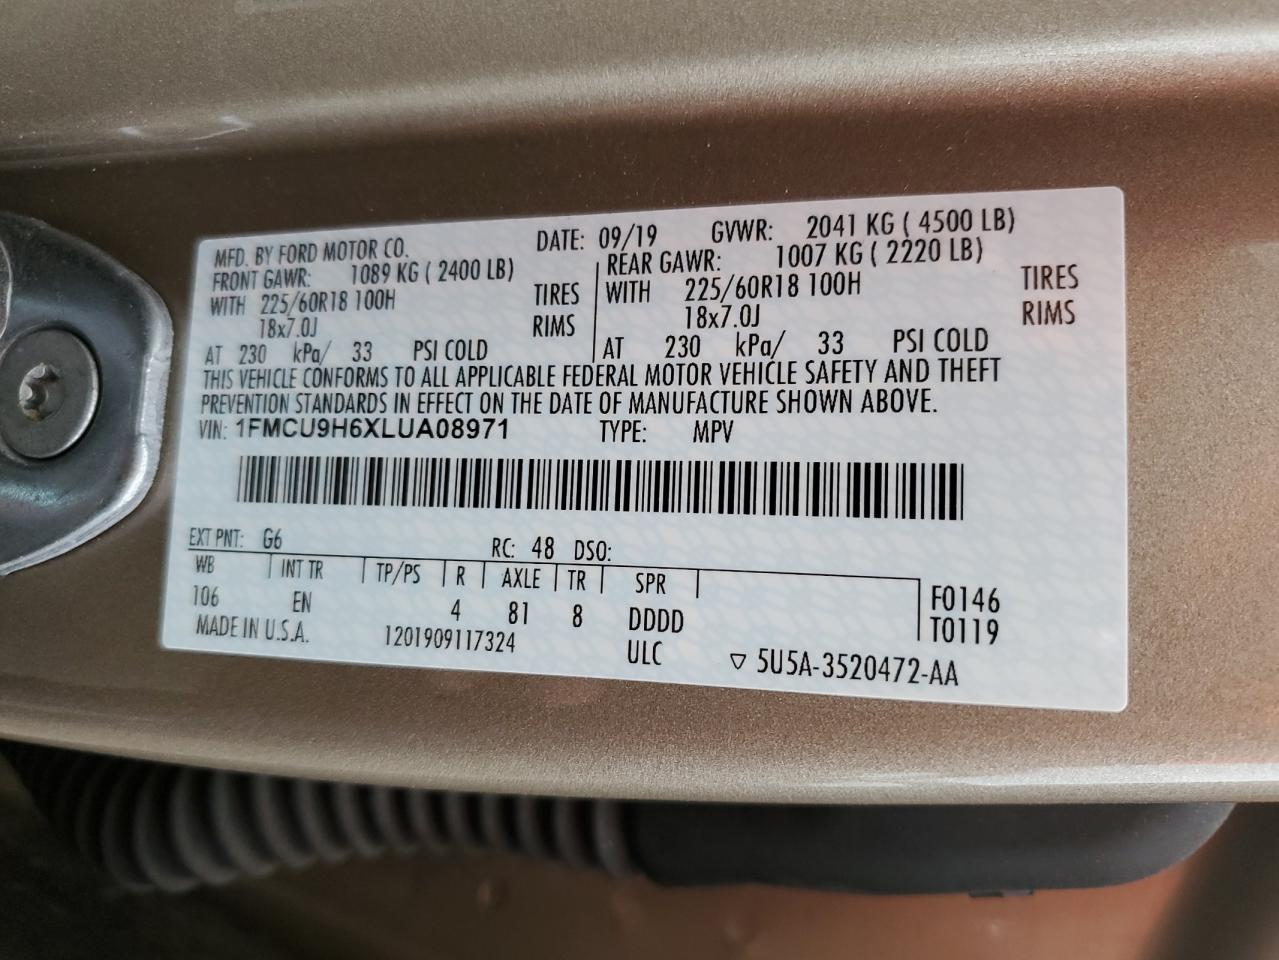 MFD. BY FORD MOTOR CO. DATE: 09/19 GVWR: 2041 KG ( 4500 LB)
FRONT GAWR: 1089 KG ( 2400 LB) REAR GAWR: 1007 KG ( 2220 LB)
WITH 225/60R18 100H TIRES WITH 225/60R18 100H TIRES
18x7.0J RIMS 18x7.0J RIMS
AT 230 kPa/ 33 PSI COLD AT 230 kPa/ 33 PSI COLD
THIS VEHICLE CONFORMS TO ALL APPLICABLE FEDERAL MOTOR VEHICLE SAFETY AND THEFT
PREVENTION STANDARDS IN EFFECT ON THE DATE OF MANUFACTURE SHOWN ABOVE.
VIN: 1FMCU9H6XLUA08971 TYPE: MPV
EXT PNT: G6 RC: 48 DSO:
WB INT TR TP/PS R AXLE TR SPR F0146
106 EN 4 81 8 DDDD T0119
MADE IN U.S.A. 1201909117324 ULC ▽ 5U5A-3520472-AA